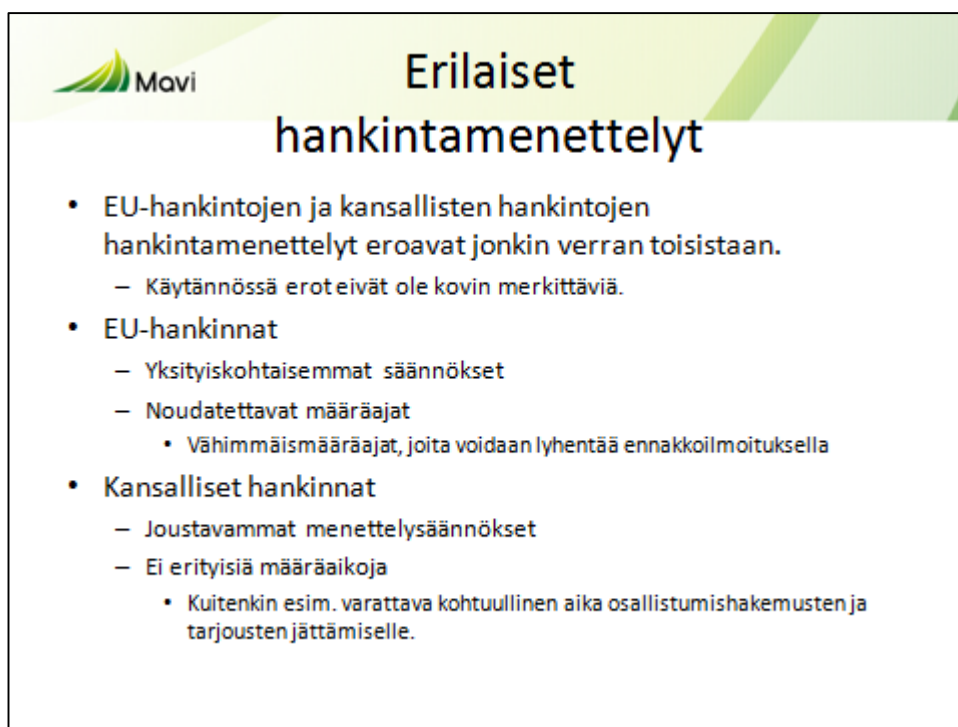 Mavi
Erilaiset
hankintamenettelyt
• EU-hankintojen ja kansallisten hankintojen
hankintamenettelyt eroavat jonkin verran toisistaan.
– Käytännössä erot eivät ole kovin merkittäviä.
• EU-hankinnat
– Yksityiskohtaisemmat säännökset
– Noudatettavat määräajat
• Vähimmäismääräajat, joita voidaan lyhentää ennakkoilmoituksella
• Kansalliset hankinnat
– Joustavammat menettelysäännökset
– Ei erityisiä määräaikoja
• Kuitenkin esim. varattava kohtuullinen aika osallistumishakemusten ja
tarjousten jättämiselle.